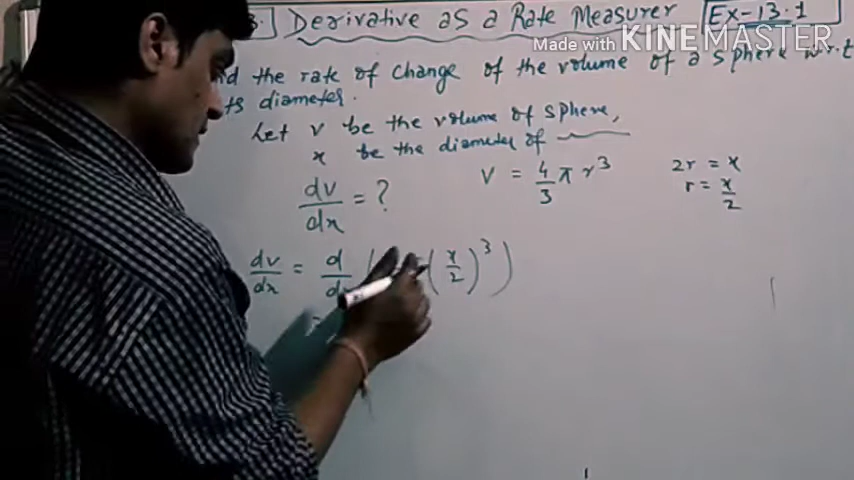 Derivative as a Rate Measurer Ex-13.1
Made with KINEMASTER
the rate of change of the volume of a sphere w.r.t
its diameter.
Let v be the volume of sphere,
x be the diameter of
dv/dx = ?
v = 4/3 π r³
2r = x
r = x/2
dv/dx = d/dx ( (x/2)³ )